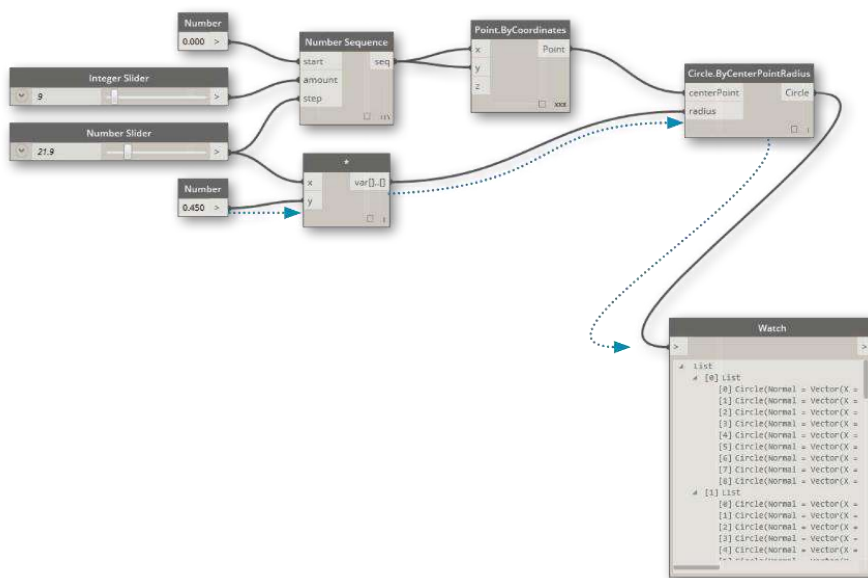 Number
0.000 >
Integer Slider
9 >
Number Slider
21.9 >
Number
0.450 >
Number Sequence
start seq
amount
step
*
x var[]..[]
y
Point.ByCoordinates
x Point
y
z
xxx
Circle.ByCenterPointRadius
centerPoint Circle
radius
Watch
> >
List
[0] List
[0] Circle(Normal = Vector(X =
[1] Circle(Normal = Vector(X =
[2] Circle(Normal = Vector(X =
[3] Circle(Normal = Vector(X =
[4] Circle(Normal = Vector(X =
[5] Circle(Normal = Vector(X =
[6] Circle(Normal = Vector(X =
[7] Circle(Normal = Vector(X =
[8] Circle(Normal = Vector(X =
[1] List
[0] Circle(Normal = Vector(X =
[1] Circle(Normal = Vector(X =
[2] Circle(Normal = Vector(X =
[3] Circle(Normal = Vector(X =
[4] Circle(Normal = Vector(X =